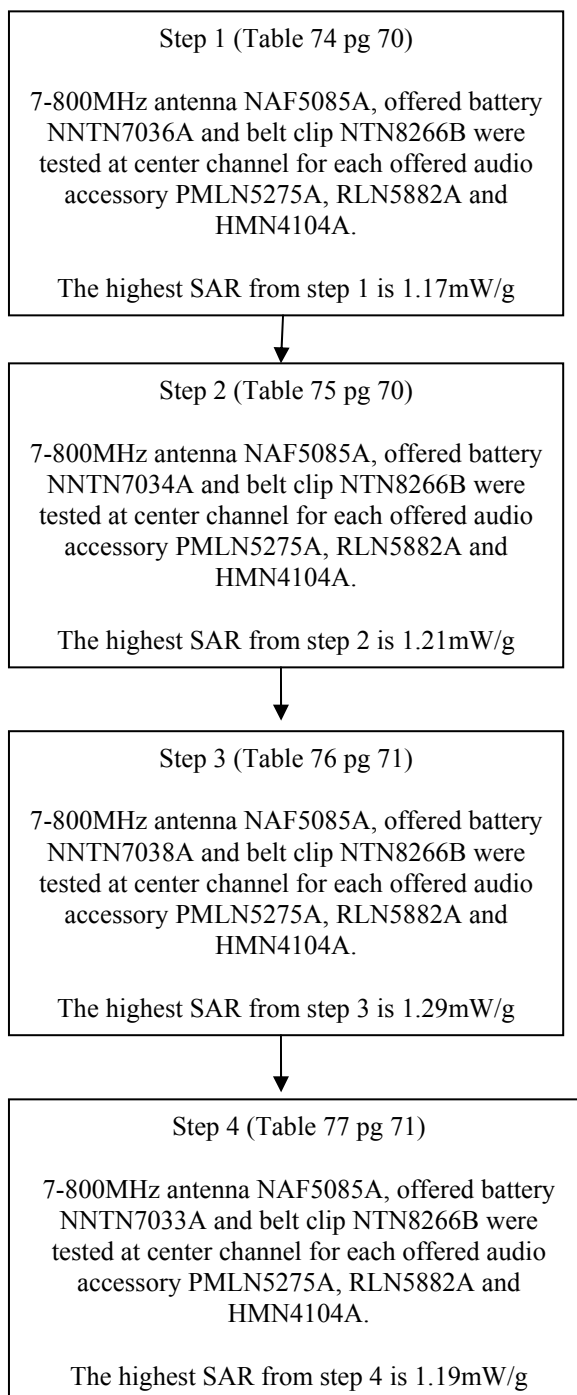 Step 1 (Table 74 pg 70)
7-800MHz antenna NAF5085A, offered battery
NNTN7036A and belt clip NTN8266B were
tested at center channel for each offered audio
accessory PMLN5275A, RLN5882A and
HMN4104A.
The highest SAR from step 1 is 1.17mW/g
Step 2 (Table 75 pg 70)
7-800MHz antenna NAF5085A, offered battery
NNTN7034A and belt clip NTN8266B were
tested at center channel for each offered audio
accessory PMLN5275A, RLN5882A and
HMN4104A.
The highest SAR from step 2 is 1.21mW/g
Step 3 (Table 76 pg 71)
7-800MHz antenna NAF5085A, offered battery
NNTN7038A and belt clip NTN8266B were
tested at center channel for each offered audio
accessory PMLN5275A, RLN5882A and
HMN4104A.
The highest SAR from step 3 is 1.29mW/g
Step 4 (Table 77 pg 71)
7-800MHz antenna NAF5085A, offered battery
NNTN7033A and belt clip NTN8266B were
tested at center channel for each offered audio
accessory PMLN5275A, RLN5882A and
HMN4104A.
The highest SAR from step 4 is 1.19mW/g